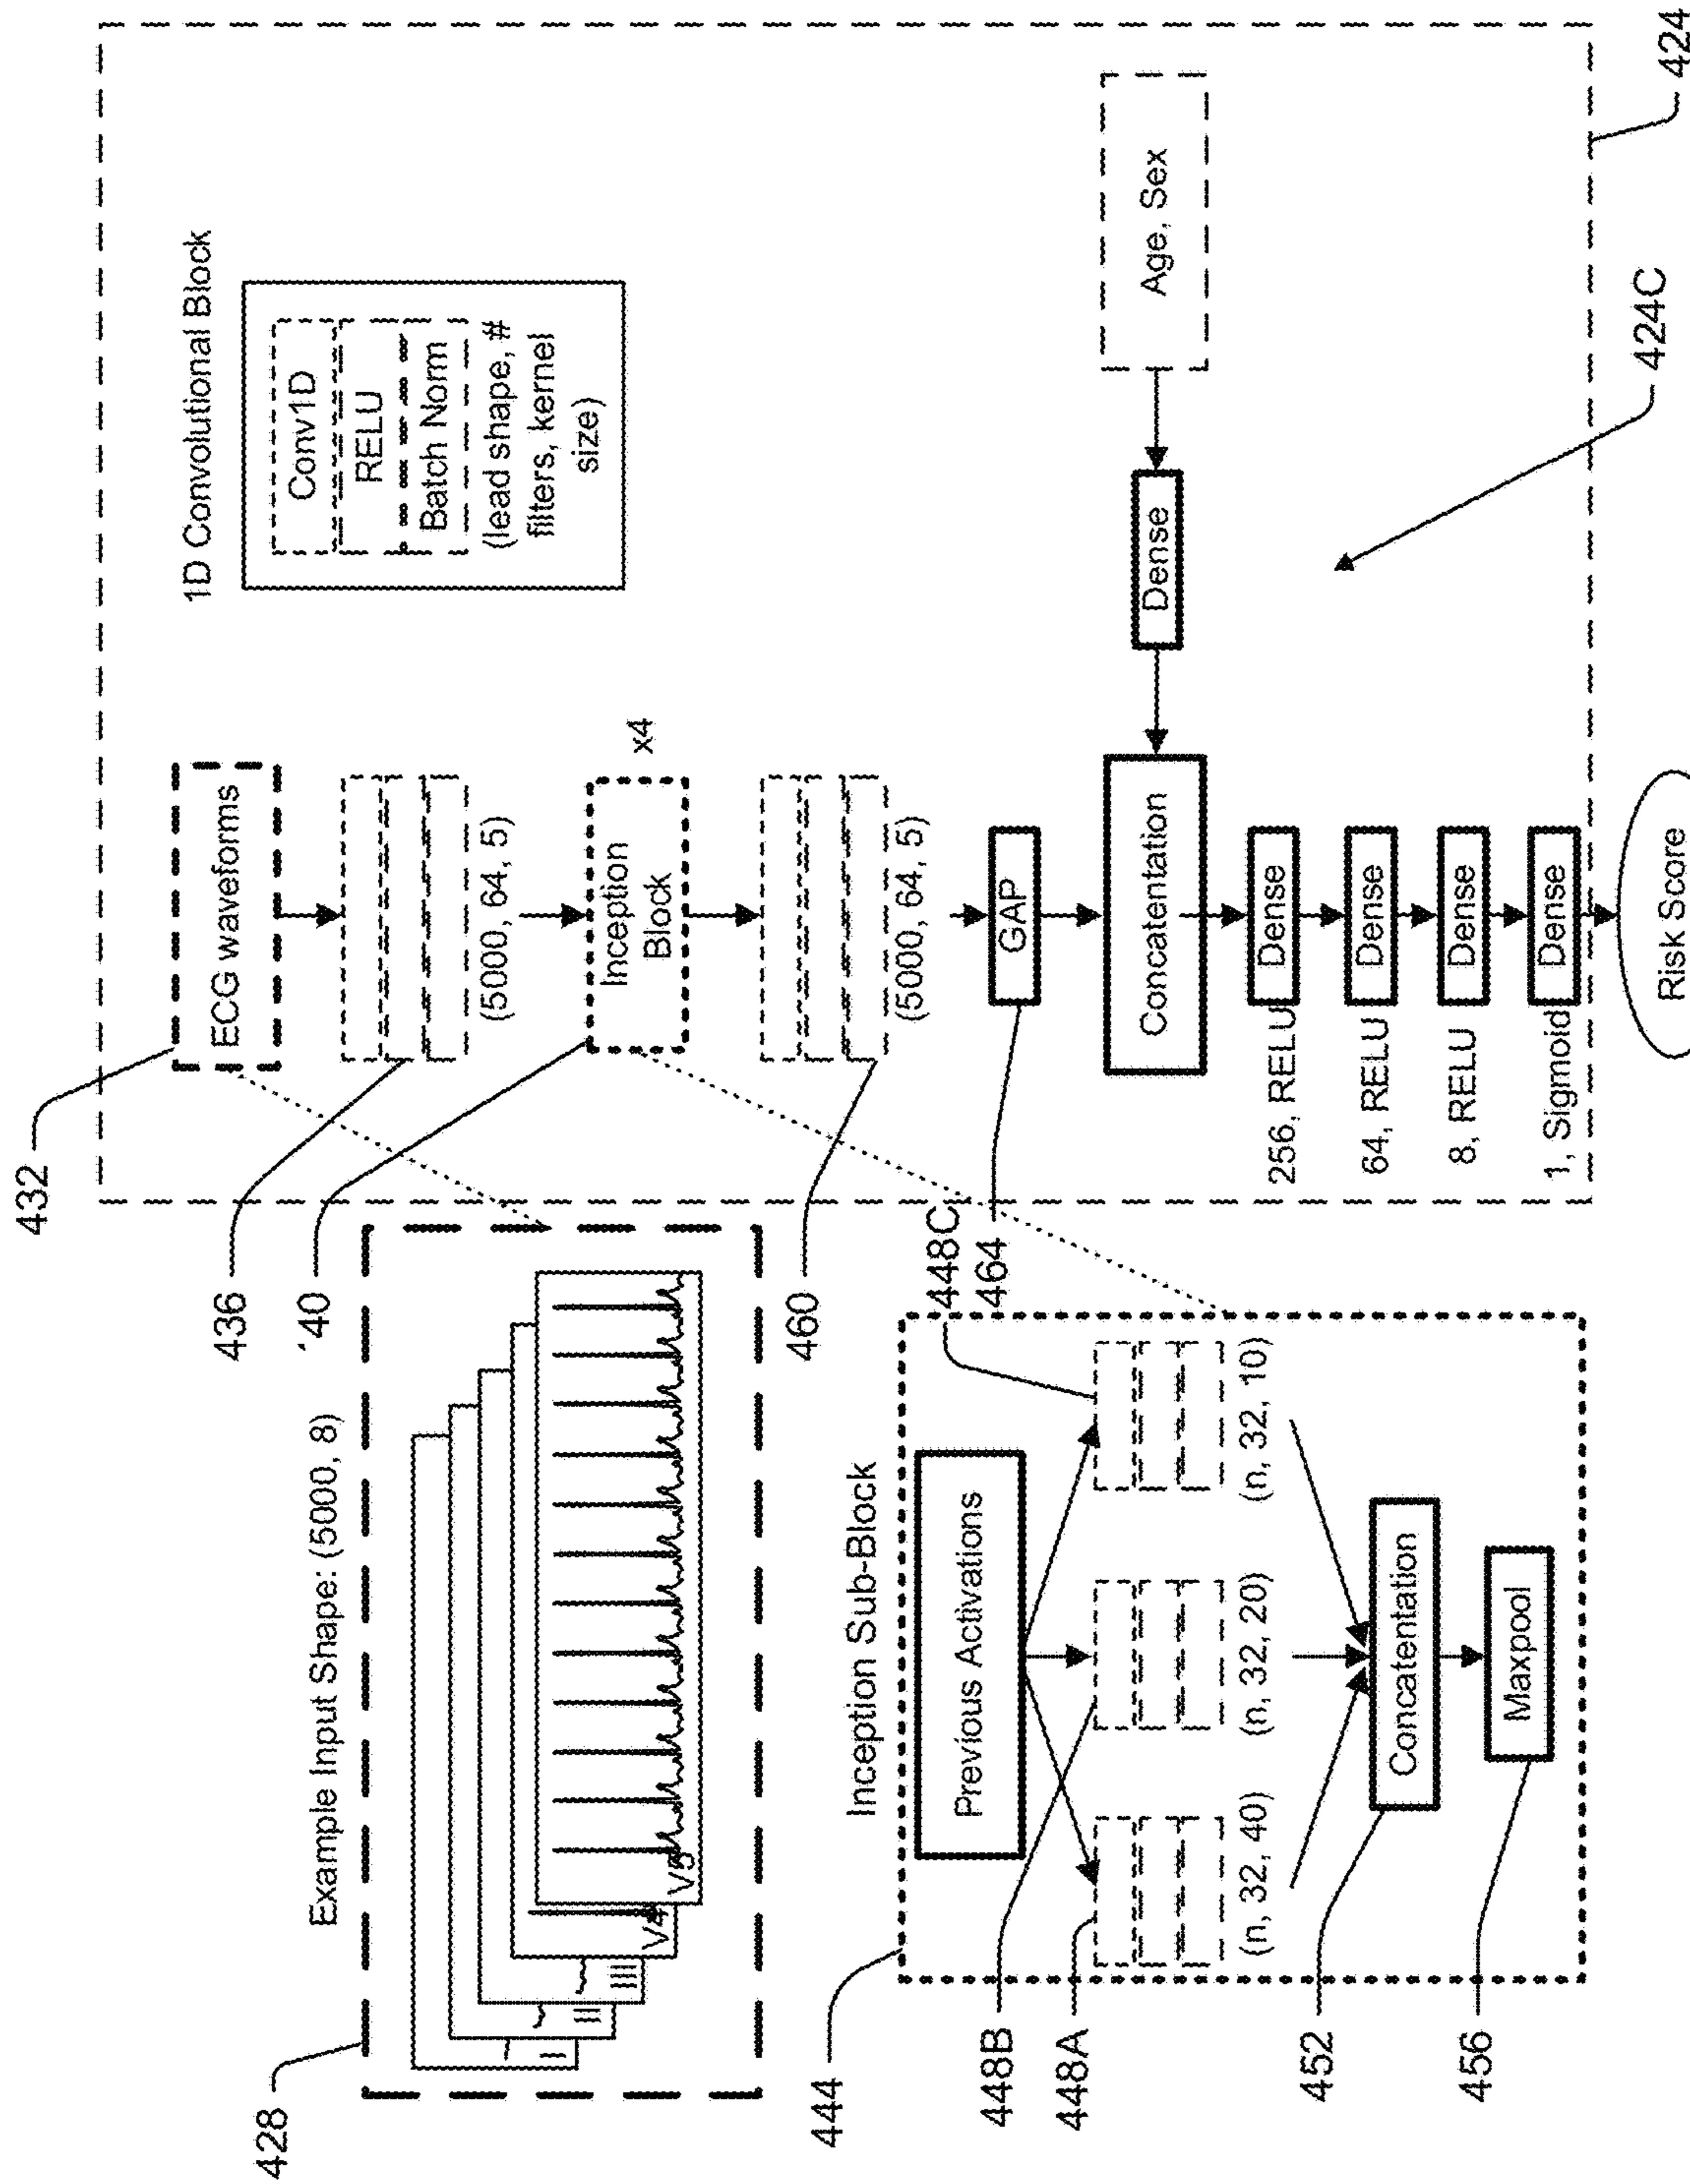 432
436
'40
460
464
428
Example Input Shape: (5000, 8)
I
II
III
V4
V5
ECG waveforms
(5000, 64, 5)
Inception
Block
x4
(5000, 64, 5)
GAP
Concatentation
Dense
Age, Sex
256, RELU
Dense
64, RELU
Dense
8, RELU
Dense
1, Sigmoid
Dense
Risk Score
1D Convolutional Block
Conv1D
RELU
Batch Norm
(lead shape, #
filters, kernel
size)
424C
424
444
Inception Sub-Block
Previous Activations
448C
448B
448A
(n, 32, 40)
(n, 32, 20)
(n, 32, 10)
Concatentation
452
Maxpool
456